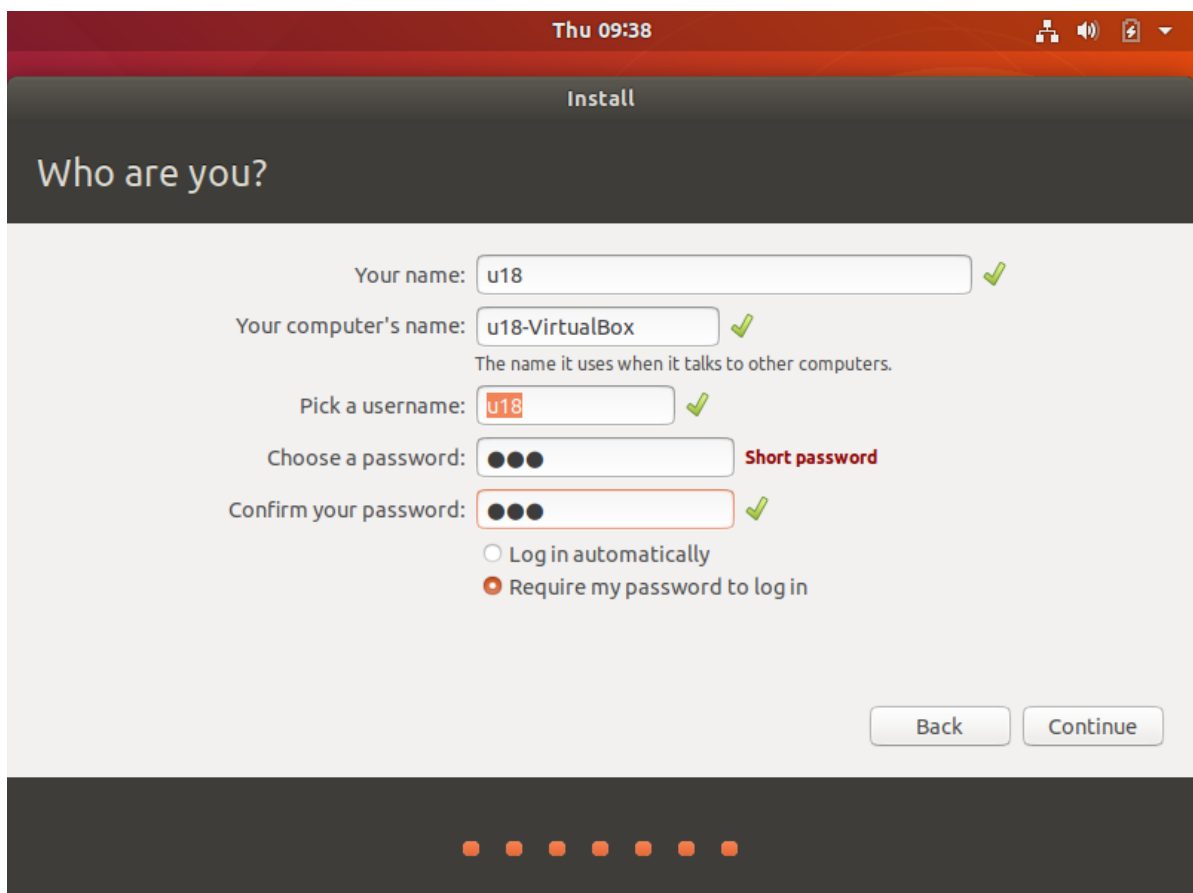 Thu 09:38
Install
Who are you?
Your name: u18
Your computer's name: u18-VirtualBox
The name it uses when it talks to other computers.
Pick a username: u18
Choose a password: ●●● Short password
Confirm your password: ●●●
Log in automatically
Require my password to log in
Back Continue